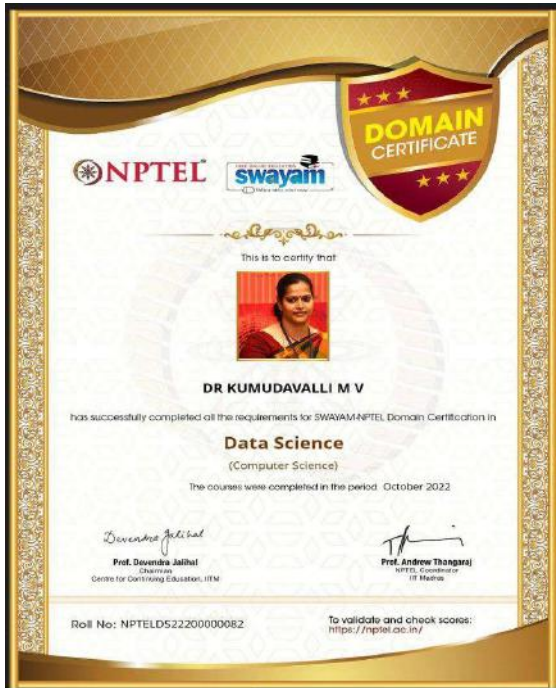 DOMAIN
CERTIFICATE
NPTEL
swayam
This is to certify that
DR KUMUDAVALLI M V
has successfully completed all the requirements for SWAYAM-NPTEL Domain Certification in
Data Science
(Computer Science)
The courses were completed in the period October 2022
Devendra Jalihal
Prof. Devendra Jalihal
Chairman
Centre for Continuing Education, IITM
Prof. Andrew Thangaraj
NPTEL Coordinator
IIT Madras
Roll No: NPTELDS22200000082
To validate and check scores:
https://nptel.ac.in/